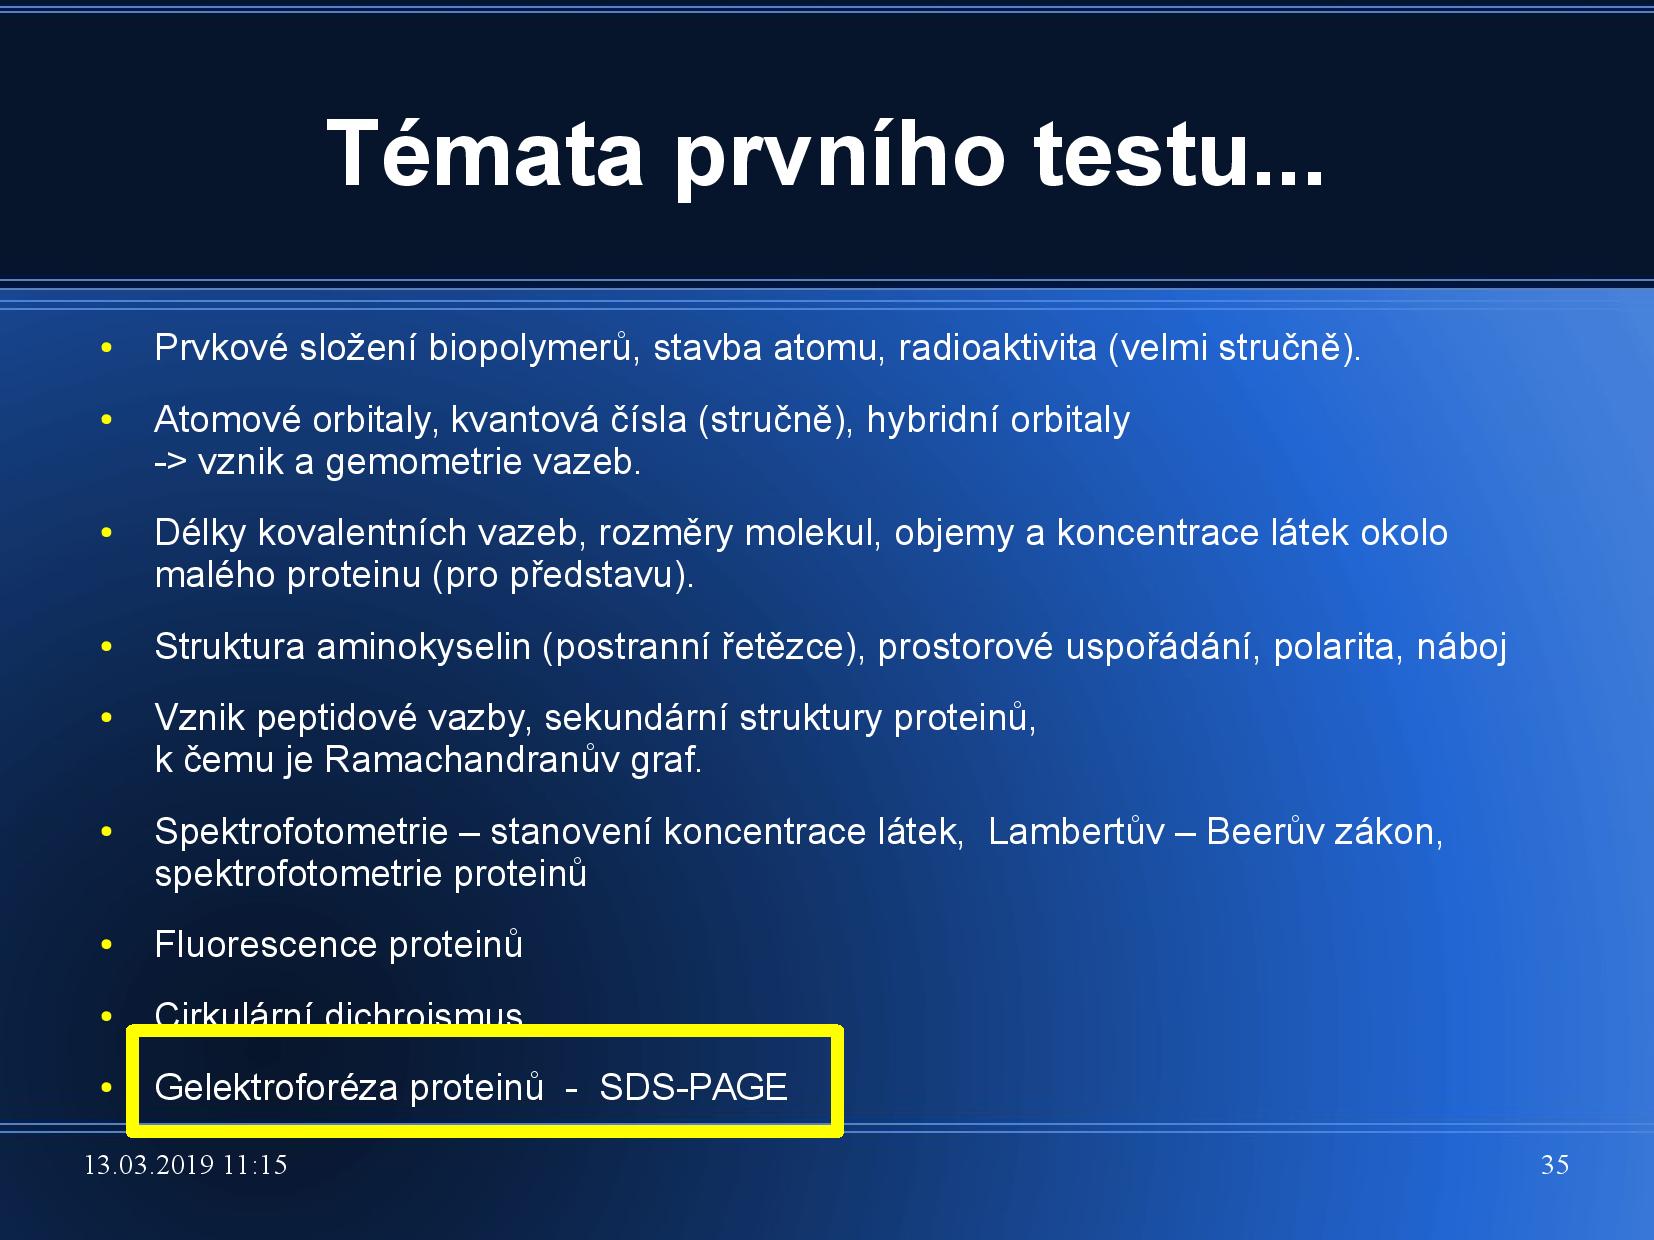 Témata prvního testu...
• Prvkové složení biopolymerů, stavba atomu, radioaktivita (velmi stručně).
• Atomové orbitaly, kvantová čísla (stručně), hybridní orbitaly
-> vznik a gemometrie vazeb.
• Délky kovalentních vazeb, rozměry molekul, objemy a koncentrace látek okolo
malého proteinu (pro představu).
• Struktura aminokyselin (postranní řetězce), prostorové uspořádání, polarita, náboj
• Vznik peptidové vazby, sekundární struktury proteinů,
k čemu je Ramachandranův graf.
• Spektrofotometrie – stanovení koncentrace látek, Lambertův – Beerův zákon,
spektrofotometrie proteinů
• Fluorescence proteinů
• Cirkulární dichroismus
• Gelektroforéza proteinů - SDS-PAGE
13.03.2019 11:15
35